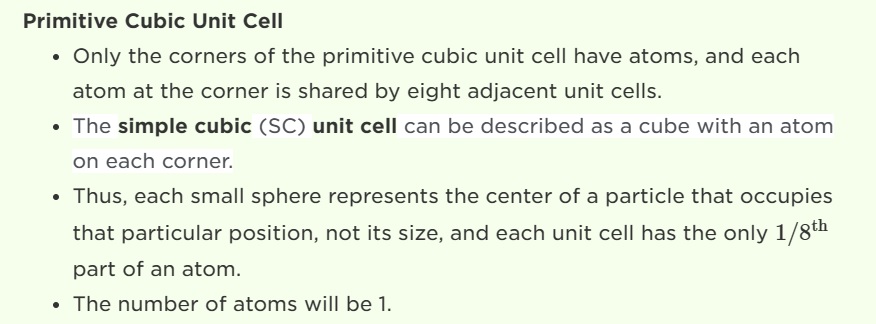 Primitive Cubic Unit Cell
• Only the corners of the primitive cubic unit cell have atoms, and each
atom at the corner is shared by eight adjacent unit cells.
• The simple cubic (SC) unit cell can be described as a cube with an atom
on each corner.
• Thus, each small sphere represents the center of a particle that occupies
that particular position, not its size, and each unit cell has the only 1/8th
part of an atom.
• The number of atoms will be 1.